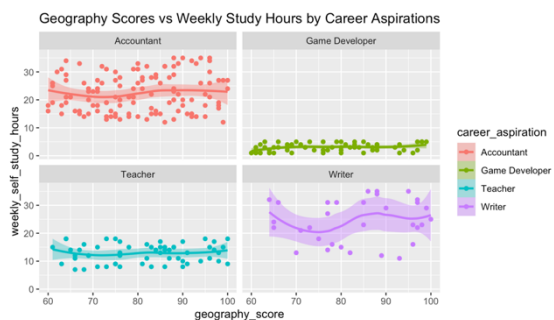 Geography Scores vs Weekly Study Hours by Career Aspirations
Accountant
Game Developer
30
20
10
0
Teacher
Writer
30
20
10
0
60
70
80
90
100
60
70
80
90
100
weekly_self_study_hours
geography_score
career_aspiration
Accountant
Game Developer
Teacher
Writer